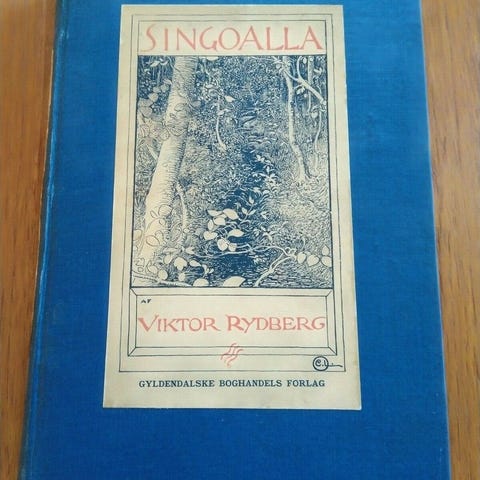 SINGOALLA
AF
VIKTOR RYDBERG
C.L.
GYLDENDALSKE BOGHANDELS FORLAG